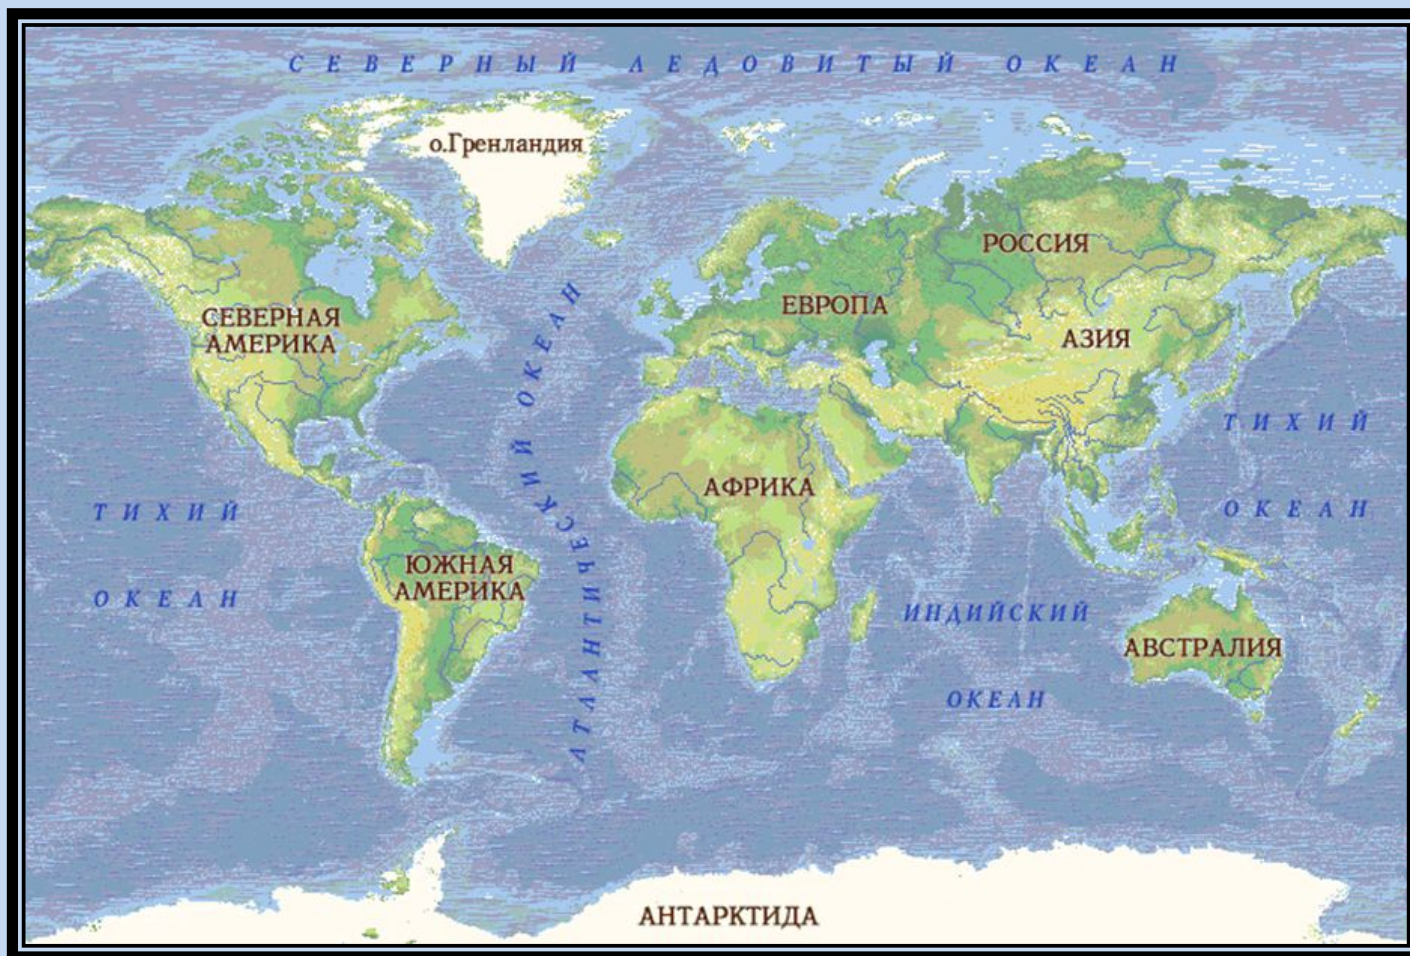 СЕВЕРНЫЙ ЛЕДОВИТЫЙ ОКЕАН
о.Гренландия
РОССИЯ
ЕВРОПА
СЕВЕРНАЯ
АМЕРИКА
АЗИЯ
АТЛАНТИЧЕСКИЙ ОКЕАН
ТИХИЙ
ОКЕАН
АФРИКА
ТИХИЙ
ОКЕАН
ЮЖНАЯ
АМЕРИКА
ИНДИЙСКИЙ
ОКЕАН
АВСТРАЛИЯ
АНТАРКТИДА